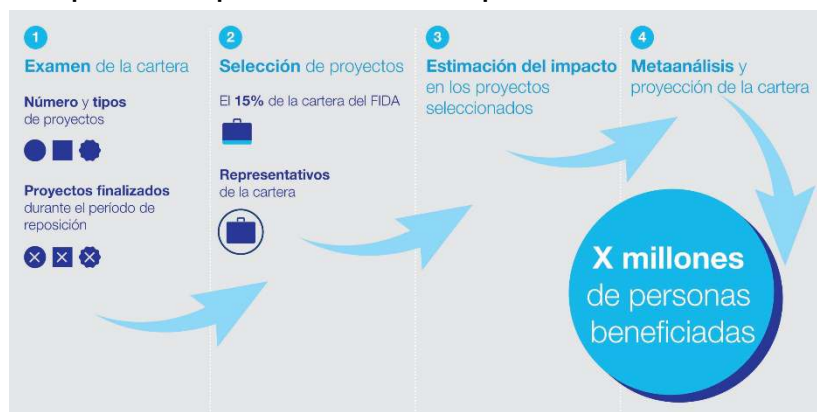 1
Examen de la cartera
Número y tipos
de proyectos
Proyectos finalizados
durante el período de
reposición
2
Selección de proyectos
El 15% de la cartera del FIDA
Representativos
de la cartera
3
Estimación del impacto
en los proyectos
seleccionados
4
Metaanálisis y
proyección de la cartera
X millones
de personas
beneficiadas